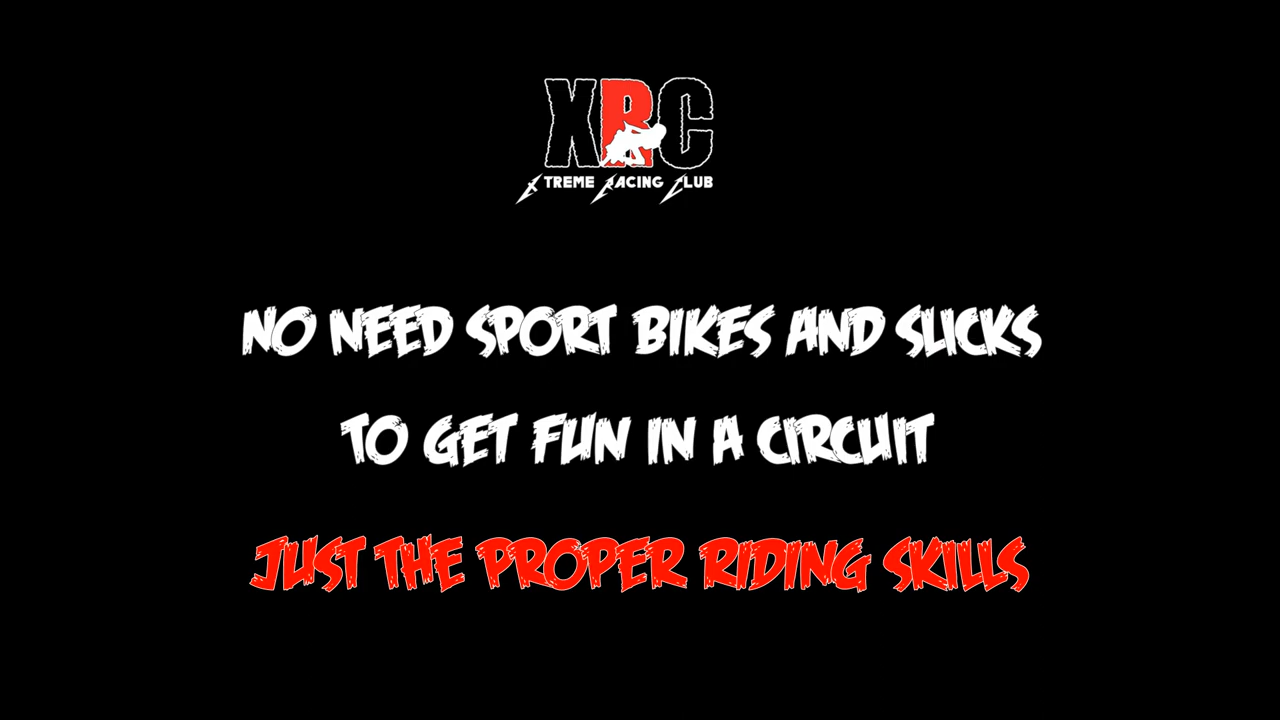 XRC
XTREME RACING CLUB
NO NEED SPORT BIKES AND SLICKS
TO GET FUN IN A CIRCUIT
JUST THE PROPER RIDING SKILLS